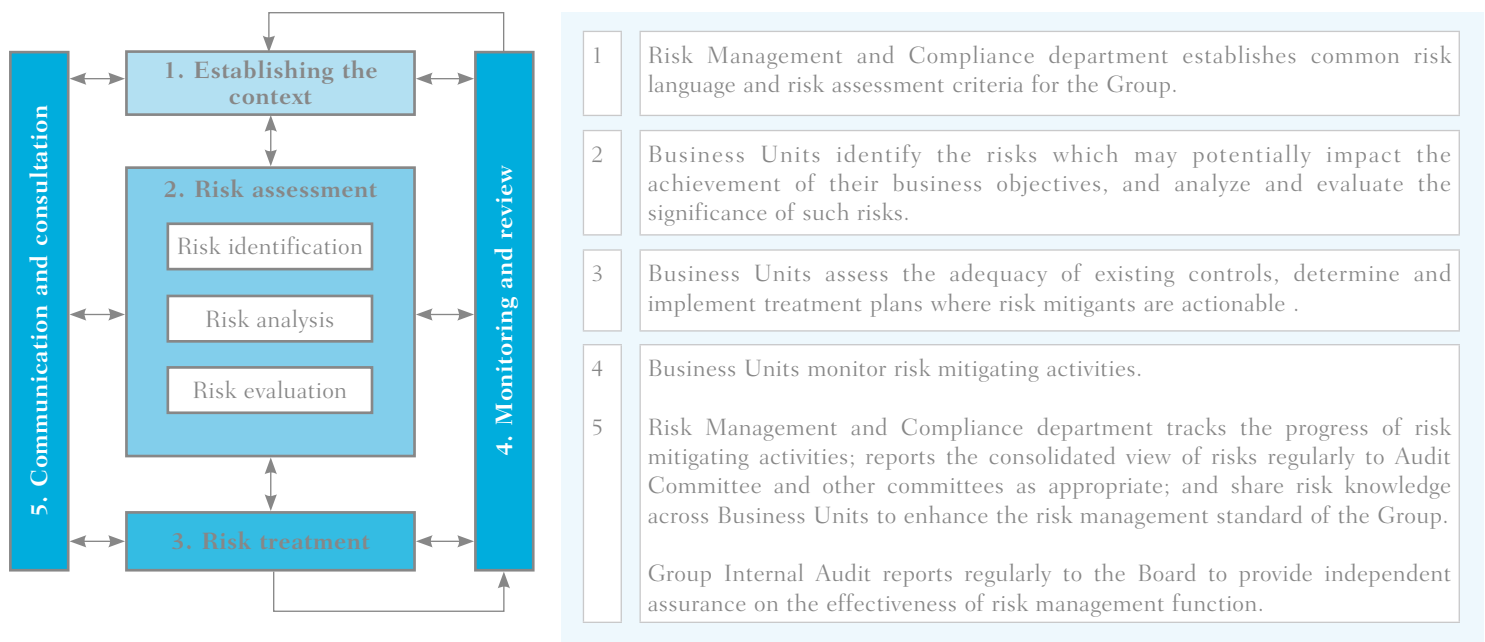 5. Communication and consultation
1. Establishing the
context
2. Risk assessment
Risk identification
Risk analysis
Risk evaluation
3. Risk treatment
4. Monitoring and review
1
Risk Management and Compliance department establishes common risk
language and risk assessment criteria for the Group.
2
Business Units identify the risks which may potentially impact the
achievement of their business objectives, and analyze and evaluate the
significance of such risks.
3
Business Units assess the adequacy of existing controls, determine and
implement treatment plans where risk mitigants are actionable .
4
Business Units monitor risk mitigating activities.
5
Risk Management and Compliance department tracks the progress of risk
mitigating activities; reports the consolidated view of risks regularly to Audit
Committee and other committees as appropriate; and share risk knowledge
across Business Units to enhance the risk management standard of the Group.
Group Internal Audit reports regularly to the Board to provide independent
assurance on the effectiveness of risk management function.